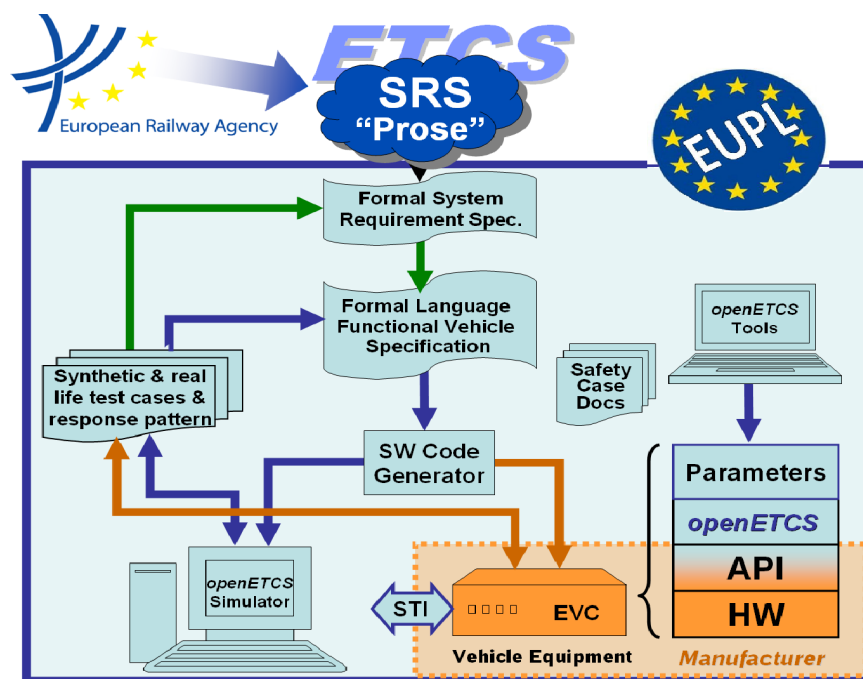 ETCS
SRS
“Prose”
European Railway Agency
EUPL
Formal System
Requirement Spec.
Formal Language
Functional Vehicle
Specification
openETCS
Tools
Synthetic & real
life test cases &
response pattern
Safety
Case
Docs
SW Code
Generator
Parameters
openETCS
API
HW
openETCS
Simulator
STI
EVC
Vehicle Equipment
Manufacturer